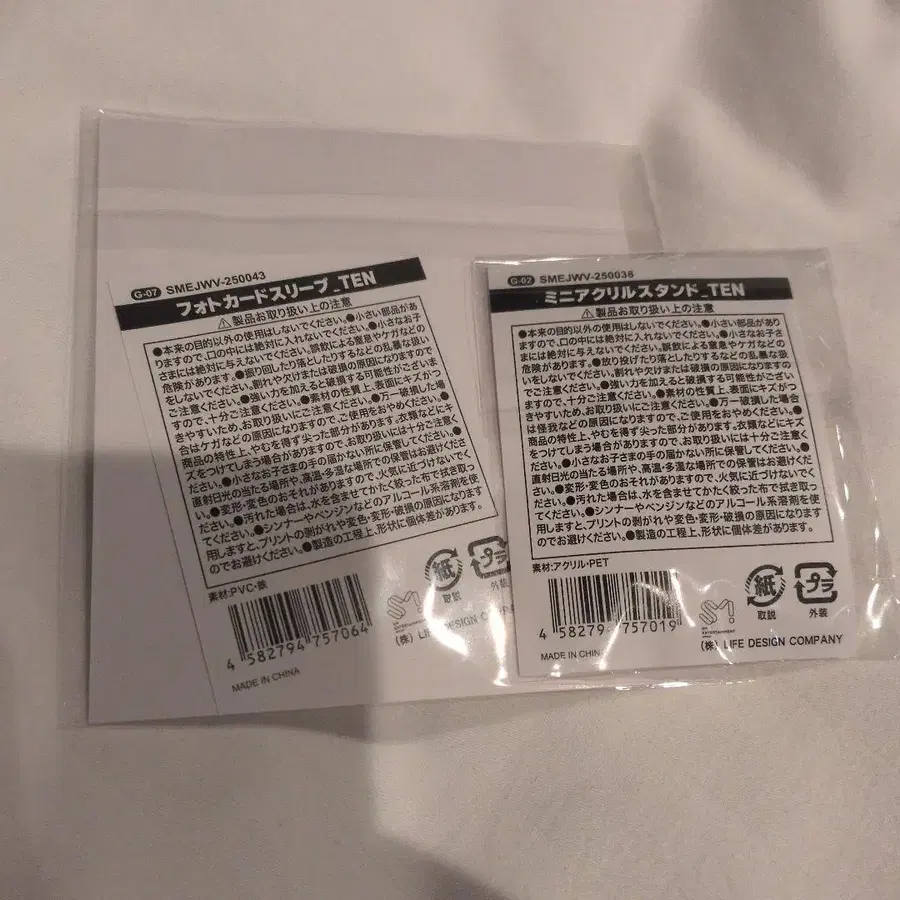 G-07 SMEJWV-250043
フォトカードスリーブ_TEN
⚠製品お取り扱い上の注意
●本来の目的以外の使用はしないでください。●小さい部品があ
りますので、口の中には絶対に入れないでください。●小さなお子
さまには絶対に与えないでください。誤飲による窒息やケガなどの
危険があります。●振り回したり落としたりするなどの乱暴な扱い
をしないでください。割れや欠けまたは破損の原因になりますので
ご注意ください。●強い力を加えると破損する可能性がございま
すので、十分ご注意ください。●素材の性質上、表面にキズがつ
きやすいため、お取り扱いにご注意ください。●万一破損した場
合はケガなどの原因になりますので、ご使用をおやめください。●
商品の特性上、やむを得ず尖った部分があります。衣類などにキ
ズをつけてしまう場合がありますので、お取り扱いには十分ご注意く
ださい。●小さなお子さまの手の届かない所に保管してください。●
直射日光の当たる場所や、高温・多湿な場所での保管はお避けくださ
い。●変形・変色のおそれがありますので、火気に近づけないでく
ださい。●汚れた場合は、水を含ませてかたく絞った布で拭き取っ
てください。●シンナーやベンジンなどのアルコール系溶剤を使
用しますと、プリントの剥がれや変色・変形・破損の原因になります
のでお避けください。●製造の工程上、形状に個体差があります。
素材:PVC・鉄
4 582794 757064
MADE IN CHINA
紙
取説
プラ
外装
(株) LIFE DESIGN COMP
G-02 SMEJWV-250036
ミニアクリルスタンド_TEN
⚠製品お取り扱い上の注意
●本来の目的以外の使用はしないでください。●小さい部品があり
ますので、口の中には絶対に入れないでください。●小さなお子さ
まには絶対に与えないでください。誤飲による窒息やケガなどの
危険があります。●放り投げたり落としたりするなどの乱暴な扱
いをしないでください。割れや欠けまたは破損の原因になりますの
でご注意ください。●強い力を加えると破損する可能性がござい
ますので、十分ご注意ください。●素材の性質上、表面にキズがつ
きやすいため、お取り扱いにご注意ください。●万一破損した場合
は怪我などの原因になりますので、ご使用をおやめください。●
商品の特性上、やむを得ず尖った部分があります。衣類などにキズ
をつけてしまう場合がありますので、お取り扱いには十分ご注意くだ
さい。●小さなお子さまの手の届かない所に保管してください。●
直射日光の当たる場所や、高温・多湿な場所での保管はお避けくだ
さい。●変形・変色のおそれがありますので、火気に近づけないで
ください。●汚れた場合は、水を含ませてかたく絞った布で拭き取っ
てください。●シンナーやベンジンなどのアルコール系溶剤を使
用しますと、プリントの剥がれや変色・変形・破損の原因になります
のでお避けください。●製造の工程上、形状に個体差があります。
素材:アクリル・PET
4 582794 757019
MADE IN CHIN
SM ENTERTAINMENT
紙
取説
プラ
外装
(株) LIFE DESIGN COMPANY